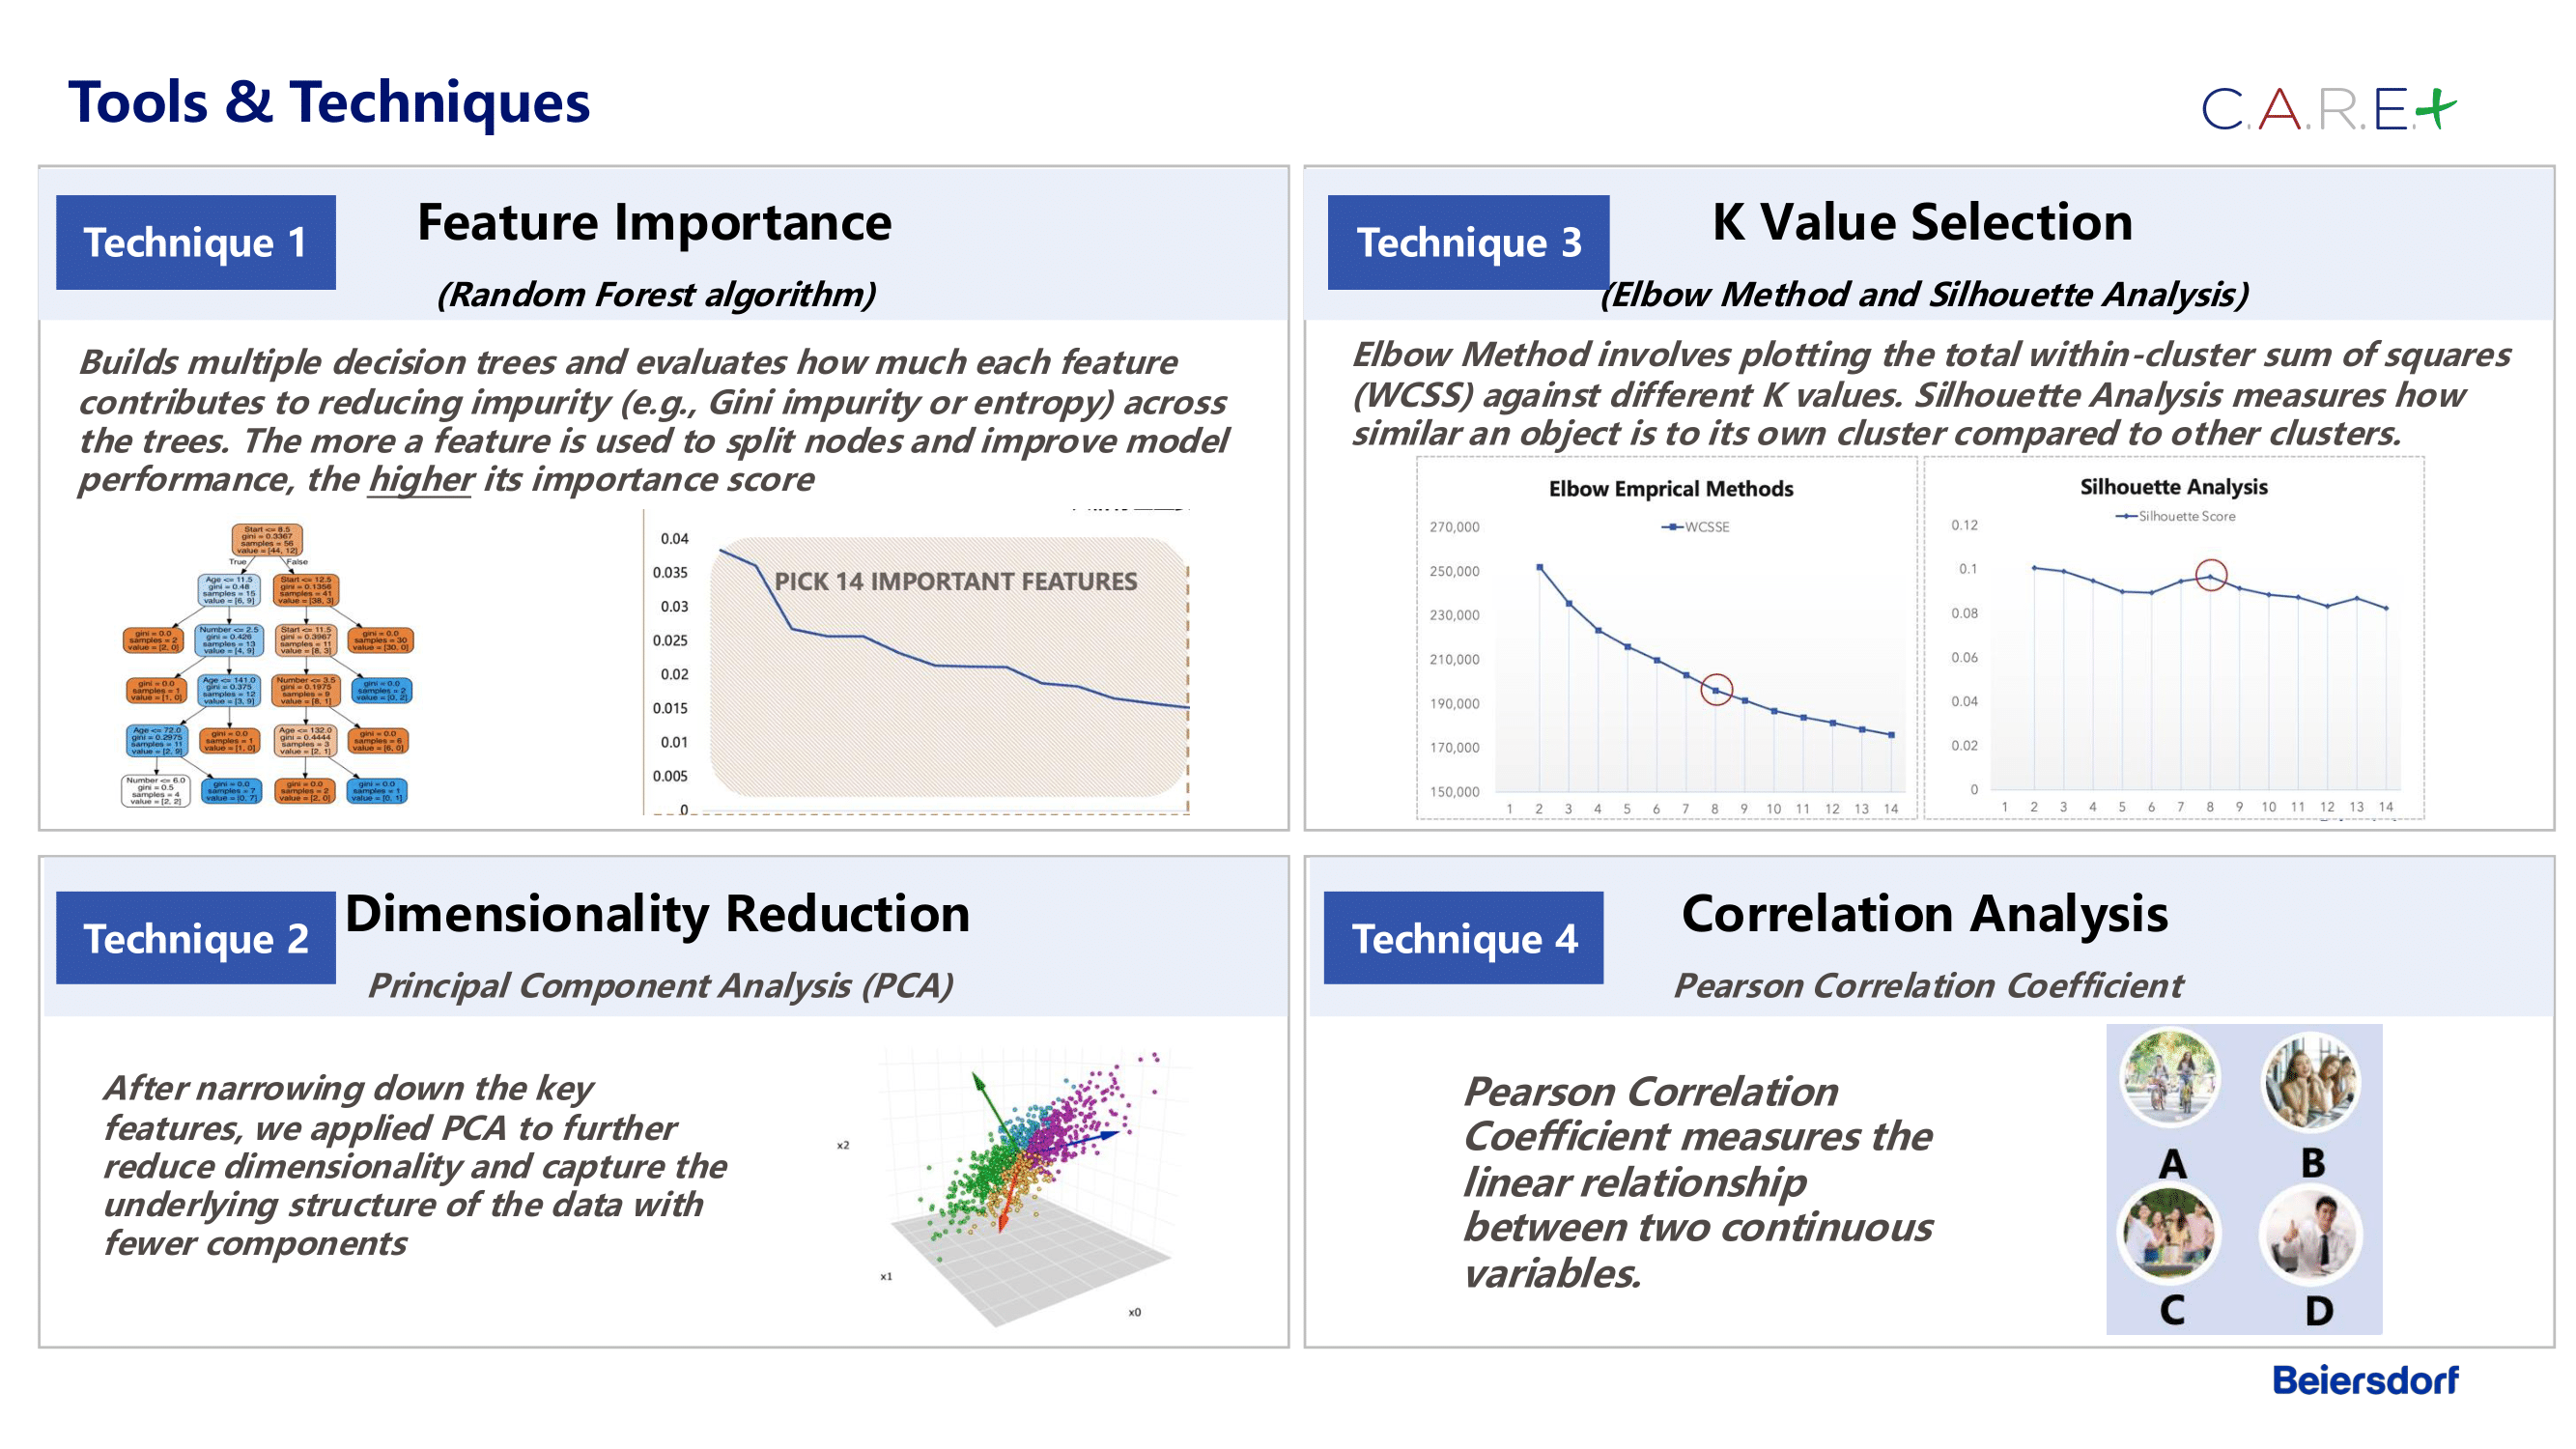 Tools & Techniques
C.A.R.E.+
Technique 1
Feature Importance
(Random Forest algorithm)
Builds multiple decision trees and evaluates how much each feature
contributes to reducing impurity (e.g., Gini impurity or entropy) across
the trees. The more a feature is used to split nodes and improve model
performance, the higher its importance score
Start <= 8.5
gini = 0.3367
samples = 56
value = [44, 12]
True
False
Age <= 11.5
gini = 0.48
samples = 15
value = [6, 9]
Start <= 12.5
gini = 0.1356
samples = 41
value = [38, 3]
gini = 0.0
samples = 2
value = [2, 0]
Number <= 2.5
gini = 0.426
samples = 13
value = [4, 9]
Start <= 11.5
gini = 0.3967
samples = 11
value = [8, 3]
gini = 0.0
samples = 30
value = [30, 0]
gini = 0.0
samples = 1
value = [1, 0]
Age <= 141.0
gini = 0.375
samples = 12
value = [3, 9]
Number <= 3.5
gini = 0.1975
samples = 9
value = [8, 1]
gini = 0.0
samples = 2
value = [0, 2]
Age <= 72.0
gini = 0.2975
samples = 11
value = [2, 9]
gini = 0.0
samples = 1
value = [1, 0]
Age <= 132.0
gini = 0.4444
samples = 3
value = [2, 1]
gini = 0.0
samples = 6
value = [6, 0]
Number <= 6.0
gini = 0.5
samples = 4
value = [2, 2]
gini = 0.0
samples = 7
value = [0, 7]
gini = 0.0
samples = 2
value = [2, 0]
gini = 0.0
samples = 1
value = [0, 1]
0.04
0.035
0.03
0.025
0.02
0.015
0.01
0.005
0
PICK 14 IMPORTANT FEATURES
Technique 3
K Value Selection
(Elbow Method and Silhouette Analysis)
Elbow Method involves plotting the total within-cluster sum of squares
(WCSS) against different K values. Silhouette Analysis measures how
similar an object is to its own cluster compared to other clusters.
Elbow Emprical Methods
WCSSE
270,000
250,000
230,000
210,000
190,000
170,000
150,000
1 2 3 4 5 6 7 8 9 10 11 12 13 14
Silhouette Analysis
Silhouette Score
0.12
0.1
0.08
0.06
0.04
0.02
0
1 2 3 4 5 6 7 8 9 10 11 12 13 14
Technique 2
Dimensionality Reduction
Principal Component Analysis (PCA)
After narrowing down the key
features, we applied PCA to further
reduce dimensionality and capture the
underlying structure of the data with
fewer components
x2
x1
x0
Technique 4
Correlation Analysis
Pearson Correlation Coefficient
Pearson Correlation
Coefficient measures the
linear relationship
between two continuous
variables.
A
B
C
D
Beiersdorf